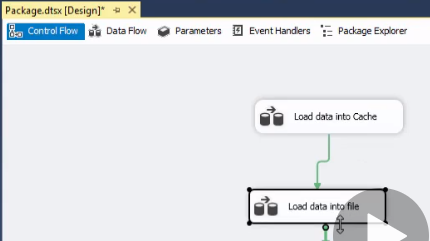 Package.dtsx [Design]*
Control Flow Data Flow Parameters Event Handlers Package Explorer
Load data into Cache
Load data into file